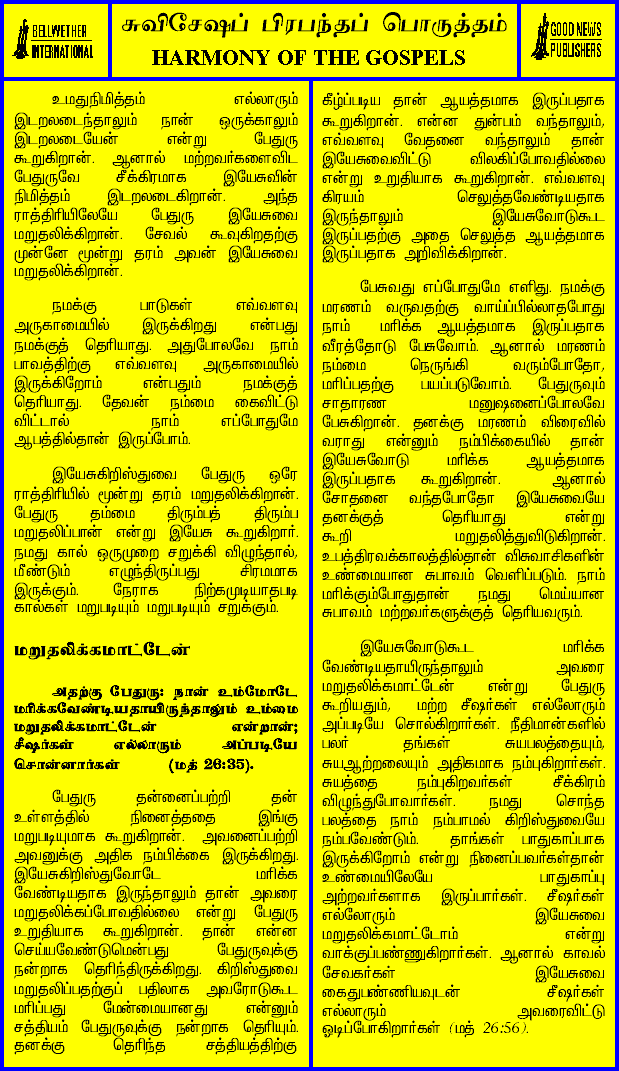 BELLWETHER
INTERNATIONAL
சுவிசேஷப் பிரபந்தப் பொருத்தம்
HARMONY OF THE GOSPELS
GOOD NEWS
PUBLISHERS
உமதுநிமித்தம் எல்லாரும்
இடறலடைந்தாலும் நான் ஒருக்காலும்
இடறலடையேன் என்று பேதுரு
கூறுகிறான். ஆனால் மற்றவர்களைவிட
பேதுருவே சீக்கிரமாக இயேசுவின்
நிமித்தம் இடறலடைகிறான். அந்த
ராத்திரியிலேயே பேதுரு இயேசுவை
மறுதலிக்கிறான். சேவல் கூவுகிறதற்கு
முன்னே மூன்று தரம் அவன் இயேசுவை
மறுதலிக்கிறான்.
நமக்கு பாடுகள் எவ்வளவு
அருகாமையில் இருக்கிறது என்பது
நமக்குத் தெரியாது. அதுபோலவே நாம்
பாவத்திற்கு எவ்வளவு அருகாமையில்
இருக்கிறோம் என்பதும் நமக்குத்
தெரியாது. தேவன் நம்மை கைவிட்டு
விட்டால் நாம் எப்போதுமே
ஆபத்தில்தான் இருப்போம்.
இயேசுகிறிஸ்துவை பேதுரு ஒரே
ராத்திரியில் மூன்று தரம் மறுதலிக்கிறான்.
பேதுரு தம்மை திரும்பத் திரும்ப
மறுதலிப்பான் என்று இயேசு கூறுகிறார்.
நமது கால் ஒருமுறை சறுக்கி விழுந்தால்,
மீண்டும் எழுந்திருப்பது சிரமமாக
இருக்கும். நேராக நிற்கமுடியாதபடி
கால்கள் மறுபடியும் மறுபடியும் சறுக்கும்.
மறுதலிக்கமாட்டேன்
அதற்கு பேதுரு: நான் உம்மோடே
மரிக்கவேண்டியதாயிருந்தாலும் உம்மை
மறுதலிக்கமாட்டேன் என்றான்;
சீஷர்கள் எல்லாரும் அப்படியே
சொன்னார்கள் (மத் 26:35).
பேதுரு தன்னைப்பற்றி தன்
உள்ளத்தில் நினைத்ததை இங்கு
மறுபடியுமாக கூறுகிறான். அவனைப்பற்றி
அவனுக்கு அதிக நம்பிக்கை இருக்கிறது.
இயேசுகிறிஸ்துவோடே மரிக்க
வேண்டியதாக இருந்தாலும் தான் அவரை
மறுதலிக்கப்போவதில்லை என்று பேதுரு
உறுதியாக கூறுகிறான். தான் என்ன
செய்யவேண்டுமென்பது பேதுருவுக்கு
நன்றாக தெரிந்திருக்கிறது. கிறிஸ்துவை
மறுதலிப்பதற்குப் பதிலாக அவரோடுகூட
மரிப்பது மேன்மையானது என்னும்
சத்தியம் பேதுருவுக்கு நன்றாக தெரியும்.
தனக்கு தெரிந்த சத்தியத்திற்கு
கீழ்ப்படிய தான் ஆயத்தமாக இருப்பதாக
கூறுகிறான். என்ன துன்பம் வந்தாலும்,
எவ்வளவு வேதனை வந்தாலும் தான்
இயேசுவைவிட்டு விலகிப்போவதில்லை
என்று உறுதியாக கூறுகிறான். எவ்வளவு
கிரயம் செலுத்தவேண்டியதாக
இருந்தாலும் இயேசுவோடுகூட
இருப்பதற்கு அதை செலுத்த ஆயத்தமாக
இருப்பதாக அறிவிக்கிறான்.
பேசுவது எப்போதுமே எளிது. நமக்கு
மரணம் வருவதற்கு வாய்ப்பில்லாதபோது
நாம் மரிக்க ஆயத்தமாக இருப்பதாக
வீரத்தோடு பேசுவோம். ஆனால் மரணம்
நம்மை நெருங்கி வரும்போதோ,
மரிப்பதற்கு பயப்படுவோம். பேதுருவும்
சாதாரண மனுஷனைப்போலவே
பேசுகிறான். தனக்கு மரணம் விரைவில்
வராது என்னும் நம்பிக்கையில் தான்
இயேசுவோடு மரிக்க ஆயத்தமாக
இருப்பதாக கூறுகிறான். ஆனால்
சோதனை வந்தபோதோ இயேசுவையே
தனக்குத் தெரியாது என்று
கூறி மறுதலித்துவிடுகிறான்.
உபத்திரவக்காலத்தில்தான் விசுவாசிகளின்
உண்மையான சுபாவம் வெளிப்படும். நாம்
மரிக்கும்போதுதான் நமது மெய்யான
சுபாவம் மற்றவர்களுக்குத் தெரியவரும்.
இயேசுவோடுகூட மரிக்க
வேண்டியதாயிருந்தாலும் அவரை
மறுதலிக்கமாட்டேன் என்று பேதுரு
கூறியதும், மற்ற சீஷர்கள் எல்லோரும்
அப்படியே சொல்கிறார்கள். நீதிமான்களில்
பலர் தங்கள் சுயபலத்தையும்,
சுயஆற்றலையும் அதிகமாக நம்புகிறார்கள்.
சுயத்தை நம்புகிறவர்கள் சீக்கிரம்
விழுந்துபோவார்கள். நமது சொந்த
பலத்தை நாம் நம்பாமல் கிறிஸ்துவையே
நம்பவேண்டும். தாங்கள் பாதுகாப்பாக
இருக்கிறோம் என்று நினைப்பவர்கள்தான்
உண்மையிலேயே பாதுகாப்பு
அற்றவர்களாக இருப்பார்கள். சீஷர்கள்
எல்லோரும் இயேசுவை
மறுதலிக்கமாட்டோம் என்று
வாக்குப்பண்ணுகிறார்கள். ஆனால் காவல்
சேவகர்கள் இயேசுவை
கைதுபண்ணியவுடன் சீஷர்கள்
எல்லாரும் அவரைவிட்டு
ஓடிப்போகிறார்கள் (மத் 26:56).